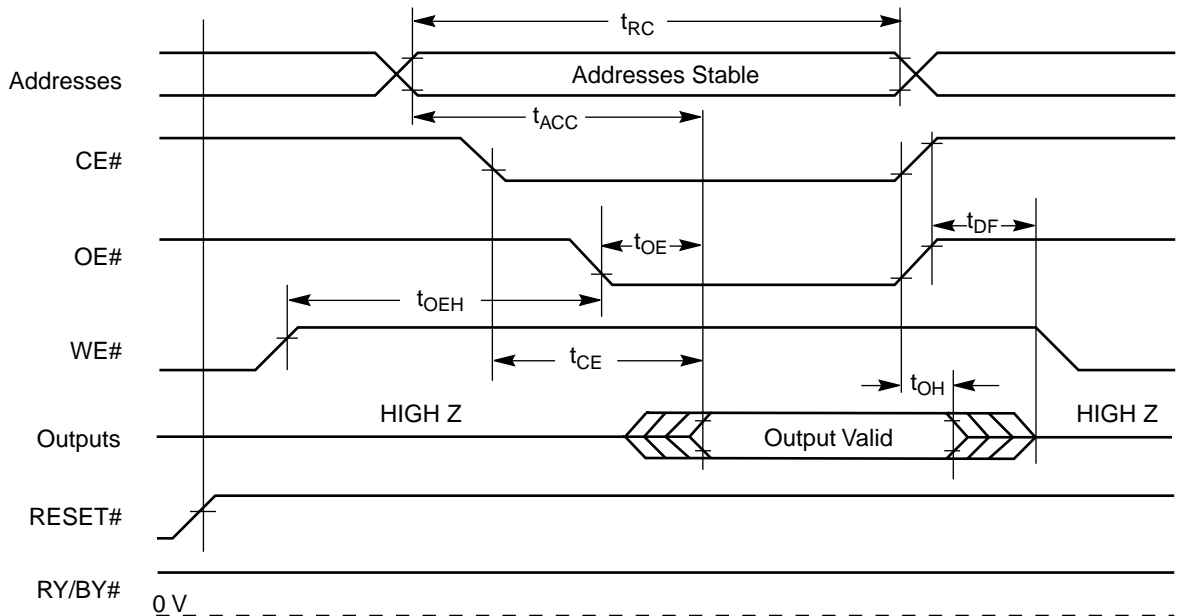 tRC
Addresses
Addresses Stable
tACC
CE#
tDF
OE#
tOE
tOEH
WE#
tCE
tOH
HIGH Z
HIGH Z
Outputs
Output Valid
RESET#
RY/BY#
0 V